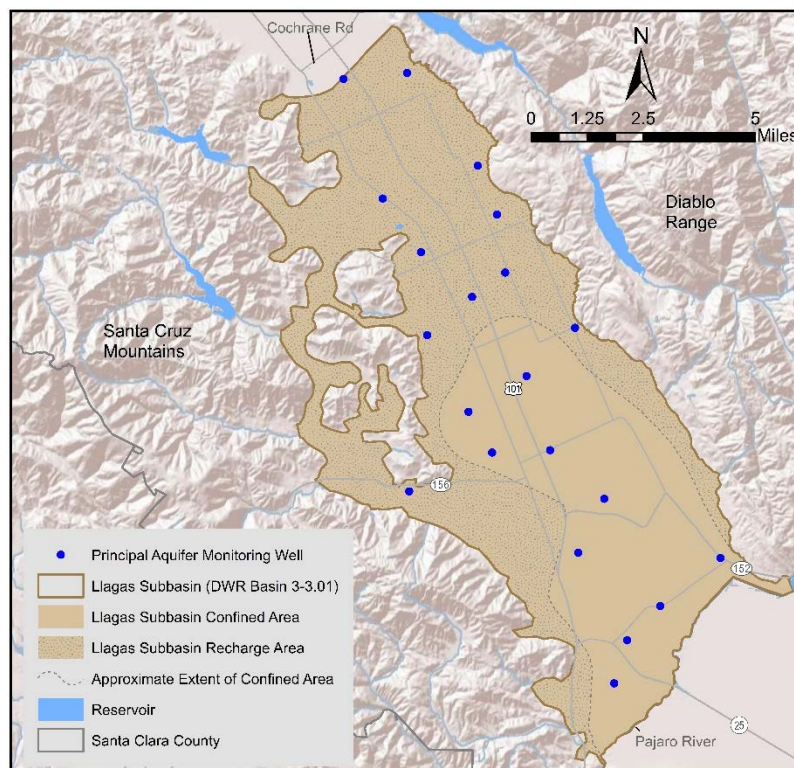 Cochrane Rd
N
0 1.25 2.5 5
Miles
Diablo
Range
Santa Cruz
Mountains
101
156
152
Principal Aquifer Monitoring Well
Llagas Subbasin (DWR Basin 3-3.01)
Llagas Subbasin Confined Area
Llagas Subbasin Recharge Area
Approximate Extent of Confined Area
Reservoir
Santa Clara County
25
Pajaro River